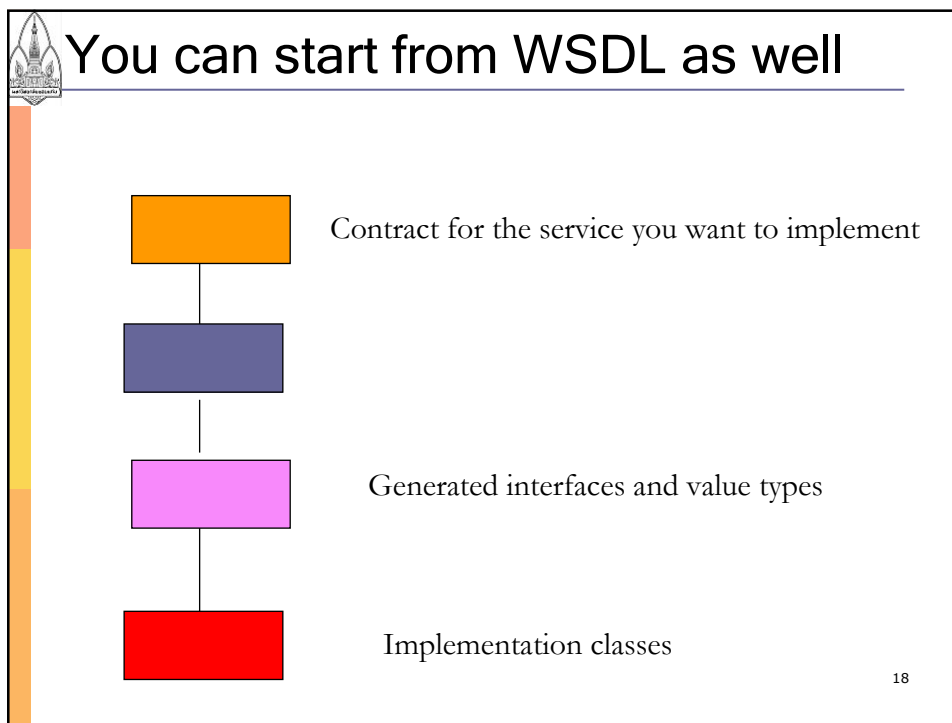 You can start from WSDL as well
Contract for the service you want to implement
Generated interfaces and value types
Implementation classes
18